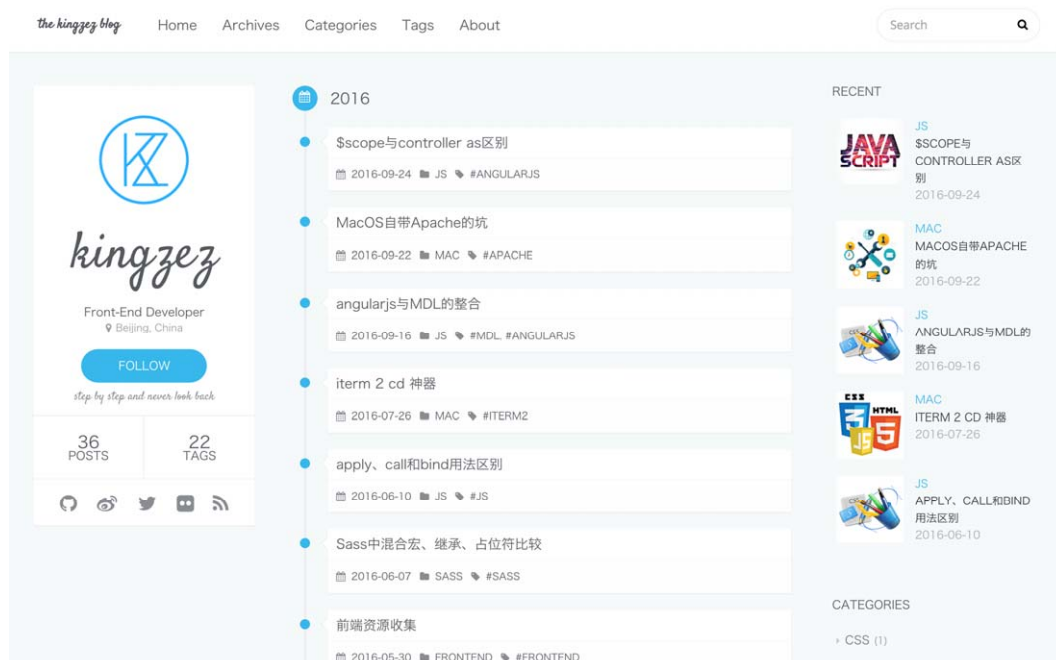 the kingzez blog
Home
Archives
Categories
Tags
About
Search
kingzez
Front-End Developer
Beijing, China
FOLLOW
step by step and never look back
36
POSTS
22
TAGS
2016
$scope与controller as区别
2016-09-24 JS #ANGULARJS
MacOS自带Apache的坑
2016-09-22 MAC #APACHE
angularjs与MDL的整合
2016-09-16 JS #MDL, #ANGULARJS
iterm 2 cd 神器
2016-07-26 MAC #ITERM2
apply、call和bind用法区别
2016-06-10 JS #JS
Sass中混合宏、继承、占位符比较
2016-06-07 SASS #SASS
前端资源收集
2016-05-30 FRONTEND #FRONTEND
RECENT
JAVA
SCRIPT
JS
$SCOPE与
CONTROLLER AS区
别
2016-09-24
MAC
MACOS自带APACHE
的坑
2016-09-22
CSS
JS
ANGULARJS与MDL的
整合
2016-09-16
CSS
HTML
3
JS
5
MAC
ITERM 2 CD 神器
2016-07-26
CSS
JS
APPLY、CALL和BIND
用法区别
2016-06-10
CATEGORIES
CSS (1)